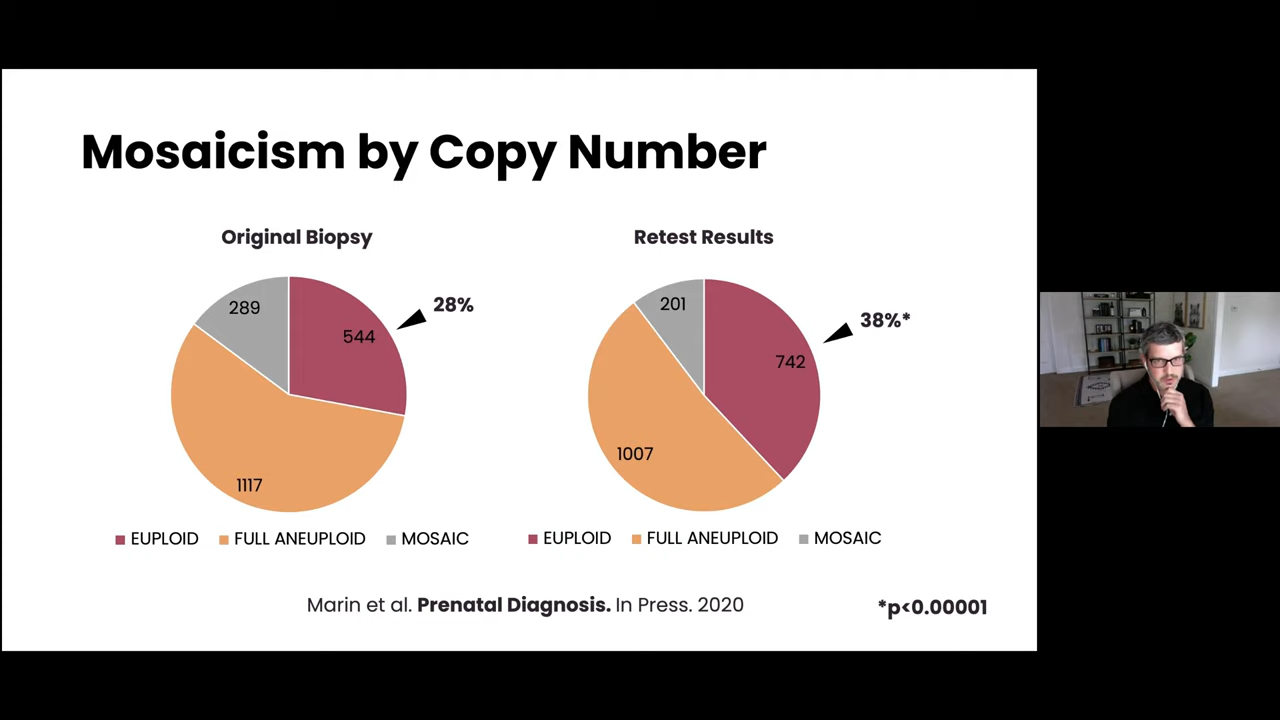 Mosaicism by Copy Number
Original Biopsy
289
28%
544
1117
EUPLOID FULL ANEUPLOID MOSAIC
Retest Results
201
38%*
742
1007
EUPLOID FULL ANEUPLOID MOSAIC
Marin et al. Prenatal Diagnosis. In Press. 2020
*p<0.00001